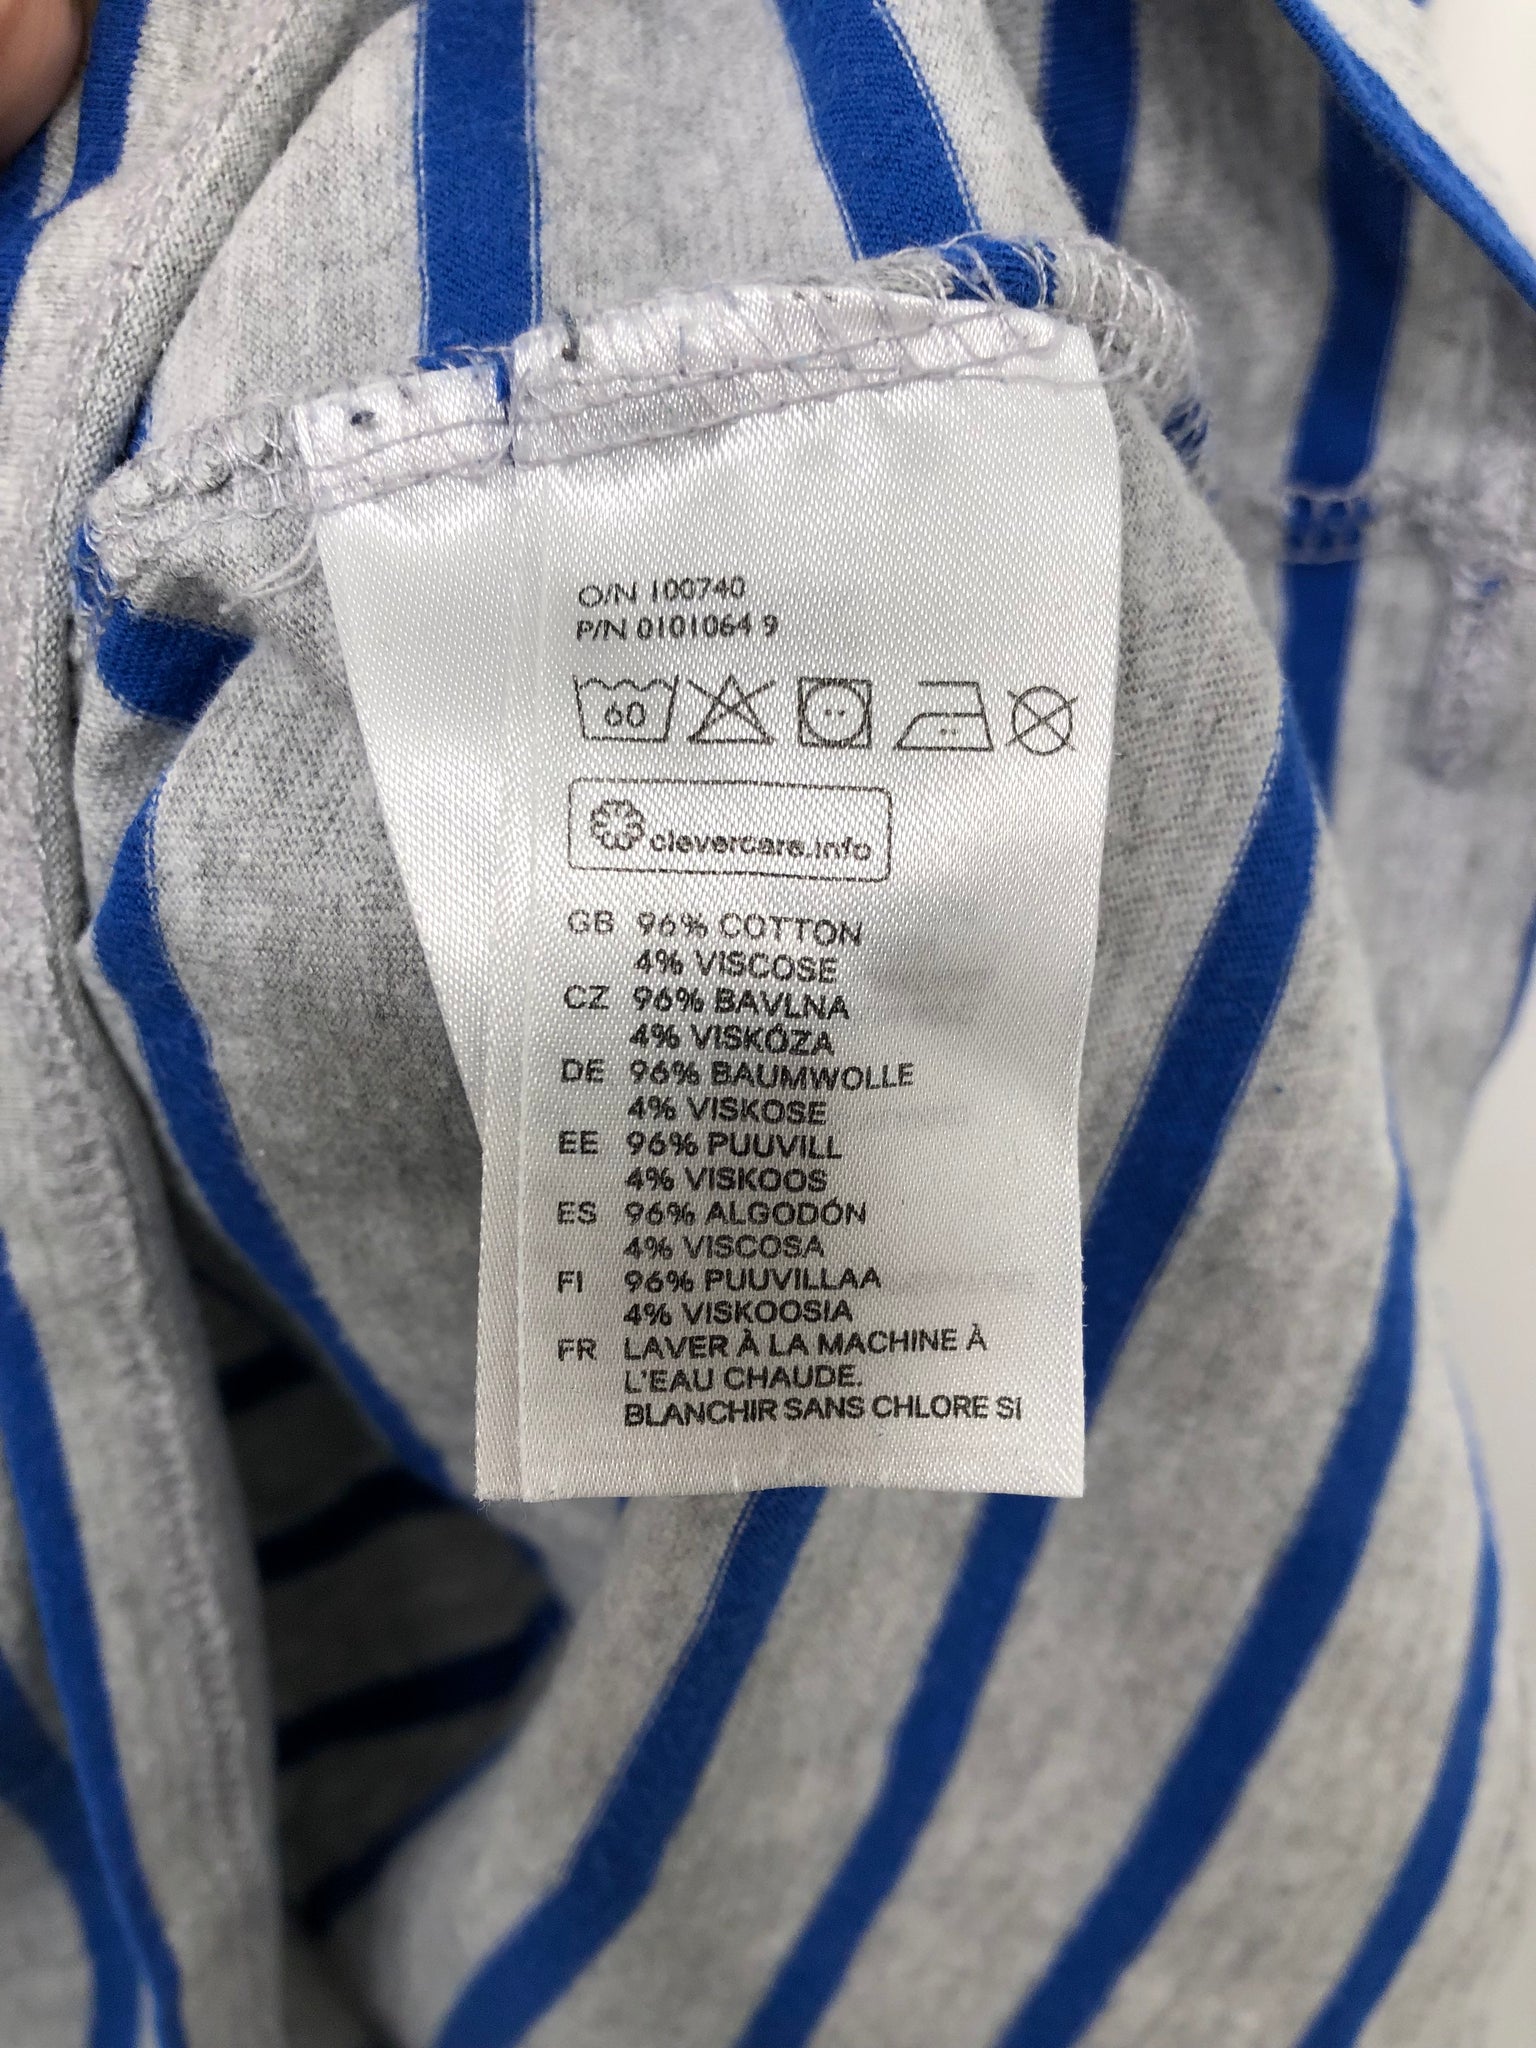 O/N 100740
P/N 0101064 9
60
clevercare.info
GB 96% COTTON
4% VISCOSE
CZ 96% BAVLNA
4% VISKÓZA
DE 96% BAUMWOLLE
4% VISKOSE
EE 96% PUUVILL
4% VISKOOS
ES 96% ALGODÓN
4% VISCOSA
FI 96% PUUVILLAA
4% VISKOOSIA
FR LAVER À LA MACHINE À
L'EAU CHAUDE.
BLANCHIR SANS CHLORE SI